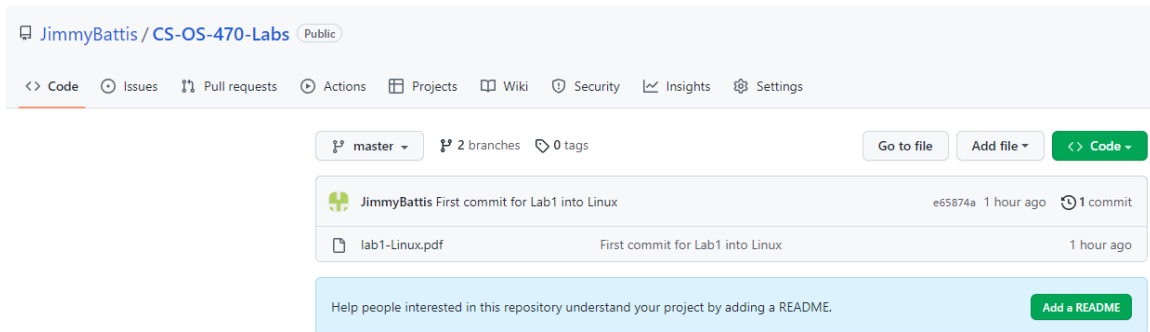 JimmyBattis / CS-OS-470-Labs Public
<> Code Issues Pull requests Actions Projects Wiki Security Insights Settings
master 2 branches 0 tags Go to file Add file <> Code
JimmyBattis First commit for Lab1 into Linux e65874a 1 hour ago 1 commit
lab1-Linux.pdf First commit for Lab1 into Linux 1 hour ago
Help people interested in this repository understand your project by adding a README. Add a README